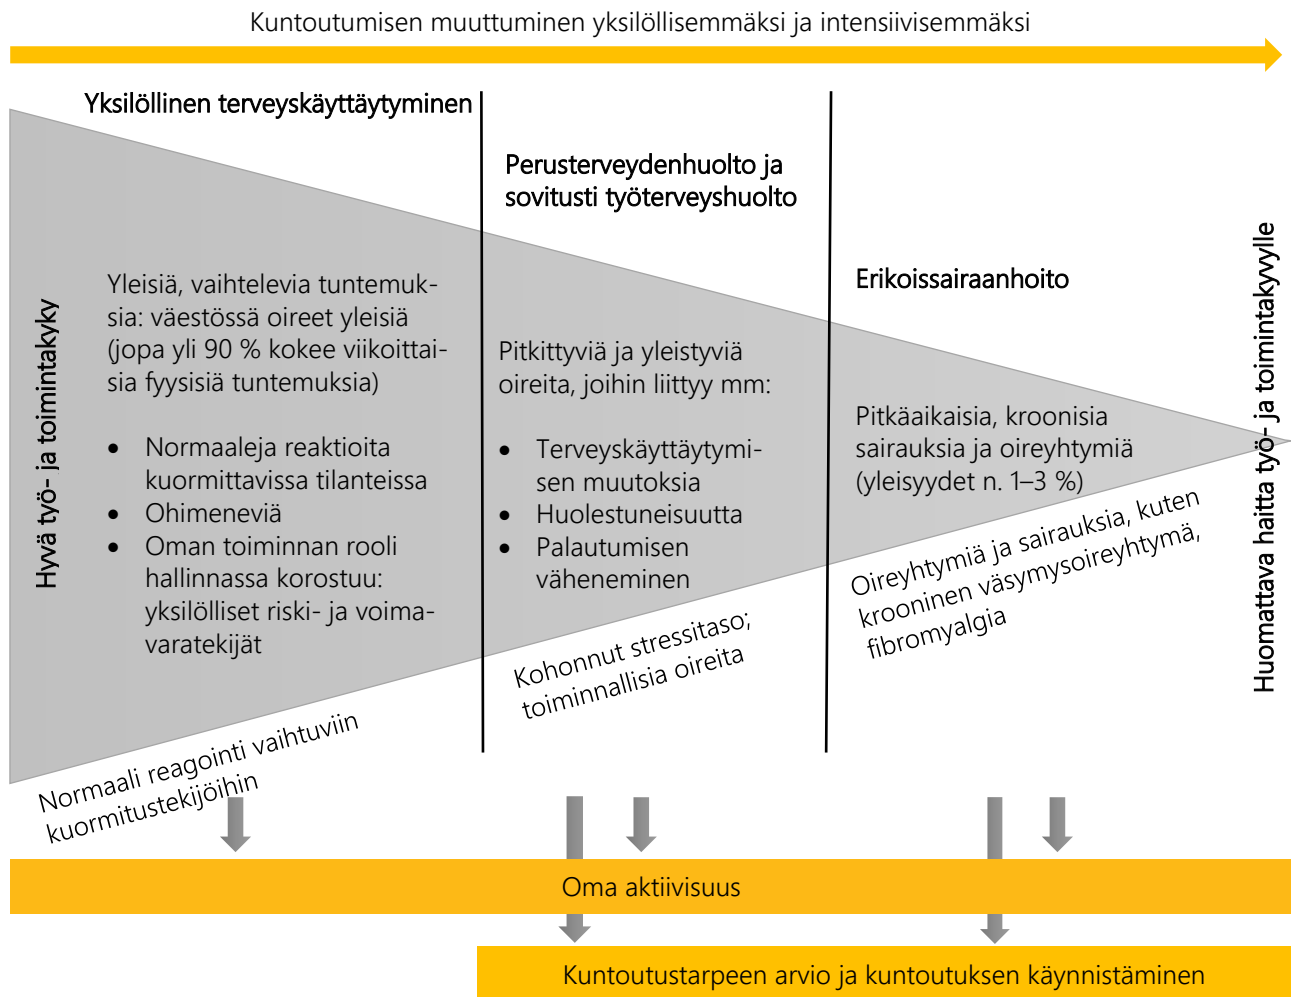 Kuntoutumisen muuttuminen yksilöllisemmäksi ja intensiivisemmäksi
Yksilöllinen terveyskäyttäytyminen
Perusterveydenhuolto ja
sovitusti työterveyshuolto
Erikoissairaanhoito
Hyvä työ- ja toimintakyky
Yleisiä, vaihtelevia tuntemuk-
sia: väestössä oireet yleisiä
(jopa yli 90 % kokee viikoittai-
sia fyysisiä tuntemuksia)
• Normaaleja reaktioita
kuormittavissa tilanteissa
• Ohimeneviä
• Oman toiminnan rooli
hallinnassa korostuu:
yksilölliset riski- ja voima-
varatekijät
Pitkittyviä ja yleistyviä
oireita, joihin liittyy mm:
• Terveyskäyttäytymi-
sen muutoksia
• Huolestuneisuutta
• Palautumisen
väheneminen
Pitkäaikaisia, kroonisia
sairauksia ja oireyhtymiä
(yleisyydet n. 1–3 %)
Huomattava haitta työ- ja toimintakyvylle
Normaali reagointi vaihtuviin
kuormitustekijöihin
Kohonnut stressitaso;
toiminnallisia oireita
Oireyhtymiä ja sairauksia, kuten
krooninen väsymysoireyhtymä,
fibromyalgia
Oma aktiivisuus
Kuntoutustarpeen arvio ja kuntoutuksen käynnistäminen